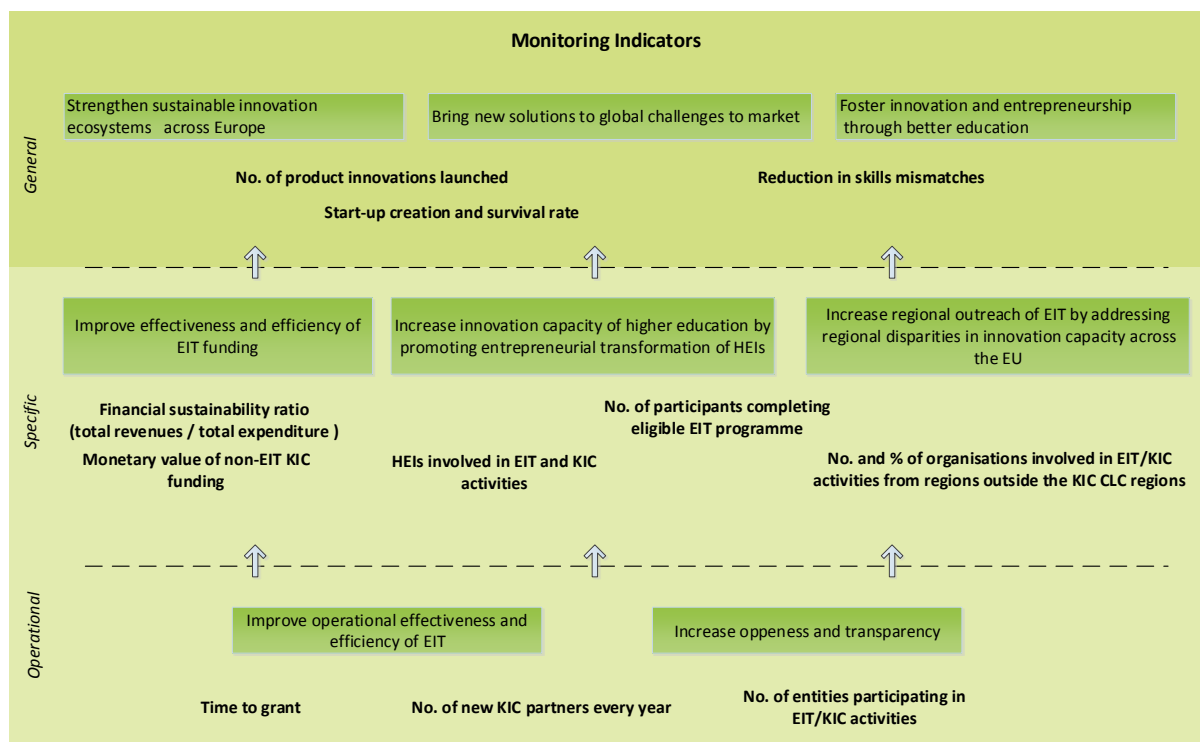 Monitoring Indicators
General
Strengthen sustainable innovation
ecosystems across Europe
Bring new solutions to global challenges to market
Foster innovation and entrepreneurship
through better education
No. of product innovations launched
Reduction in skills mismatches
Start-up creation and survival rate
Specific
Improve effectiveness and efficiency of
EIT funding
Increase innovation capacity of higher education by
promoting entrepreneurial transformation of HEIs
Increase regional outreach of EIT by addressing
regional disparities in innovation capacity across
the EU
Financial sustainability ratio
(total revenues / total expenditure )
Monetary value of non-EIT KIC
funding
HEIs involved in EIT and KIC
activities
No. of participants completing
eligible EIT programme
No. and % of organisations involved in EIT/KIC
activities from regions outside the KIC CLC regions
Operational
Improve operational effectiveness and
efficiency of EIT
Increase oppeness and transparency
Time to grant
No. of new KIC partners every year
No. of entities participating in
EIT/KIC activities